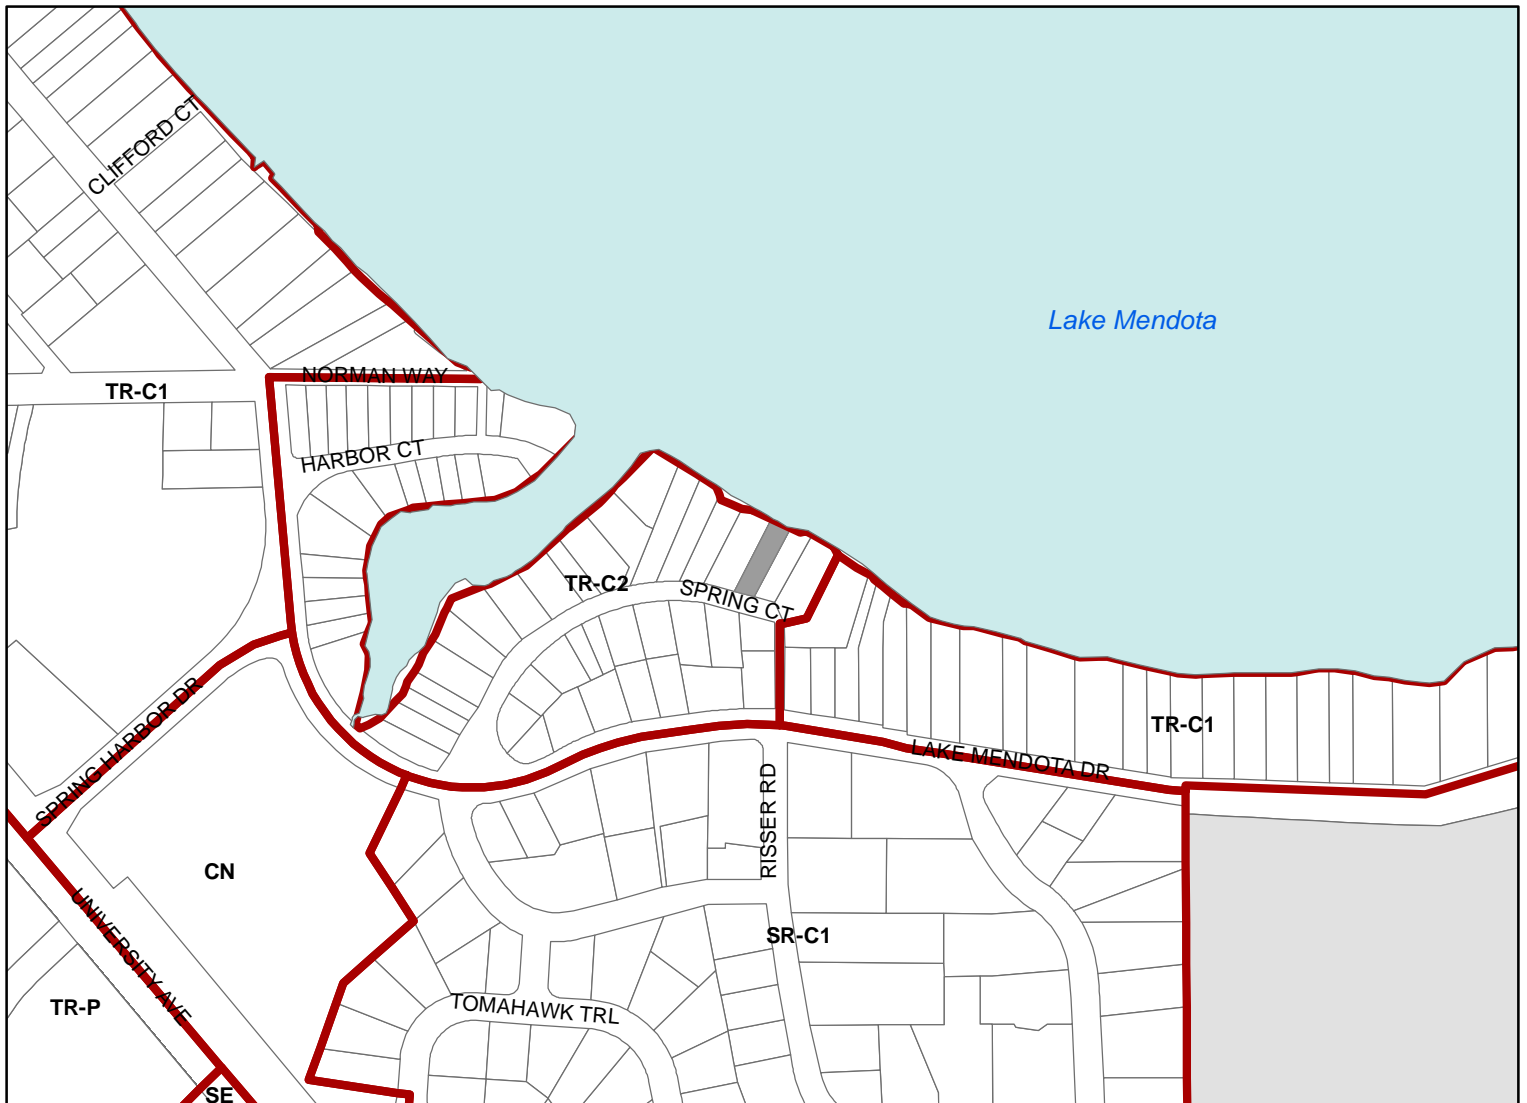 CLIFFORD CT
Lake Mendota
NORMAN WAY
TR-C1
HARBOR CT
TR-C2
SPRING CT
SPRING HARBOR DR
TR-C1
LAKE MENDOTA DR
RISSER RD
CN
UNIVERSITY AVE
SR-C1
TR-P
TOMAHAWK TRL
SE